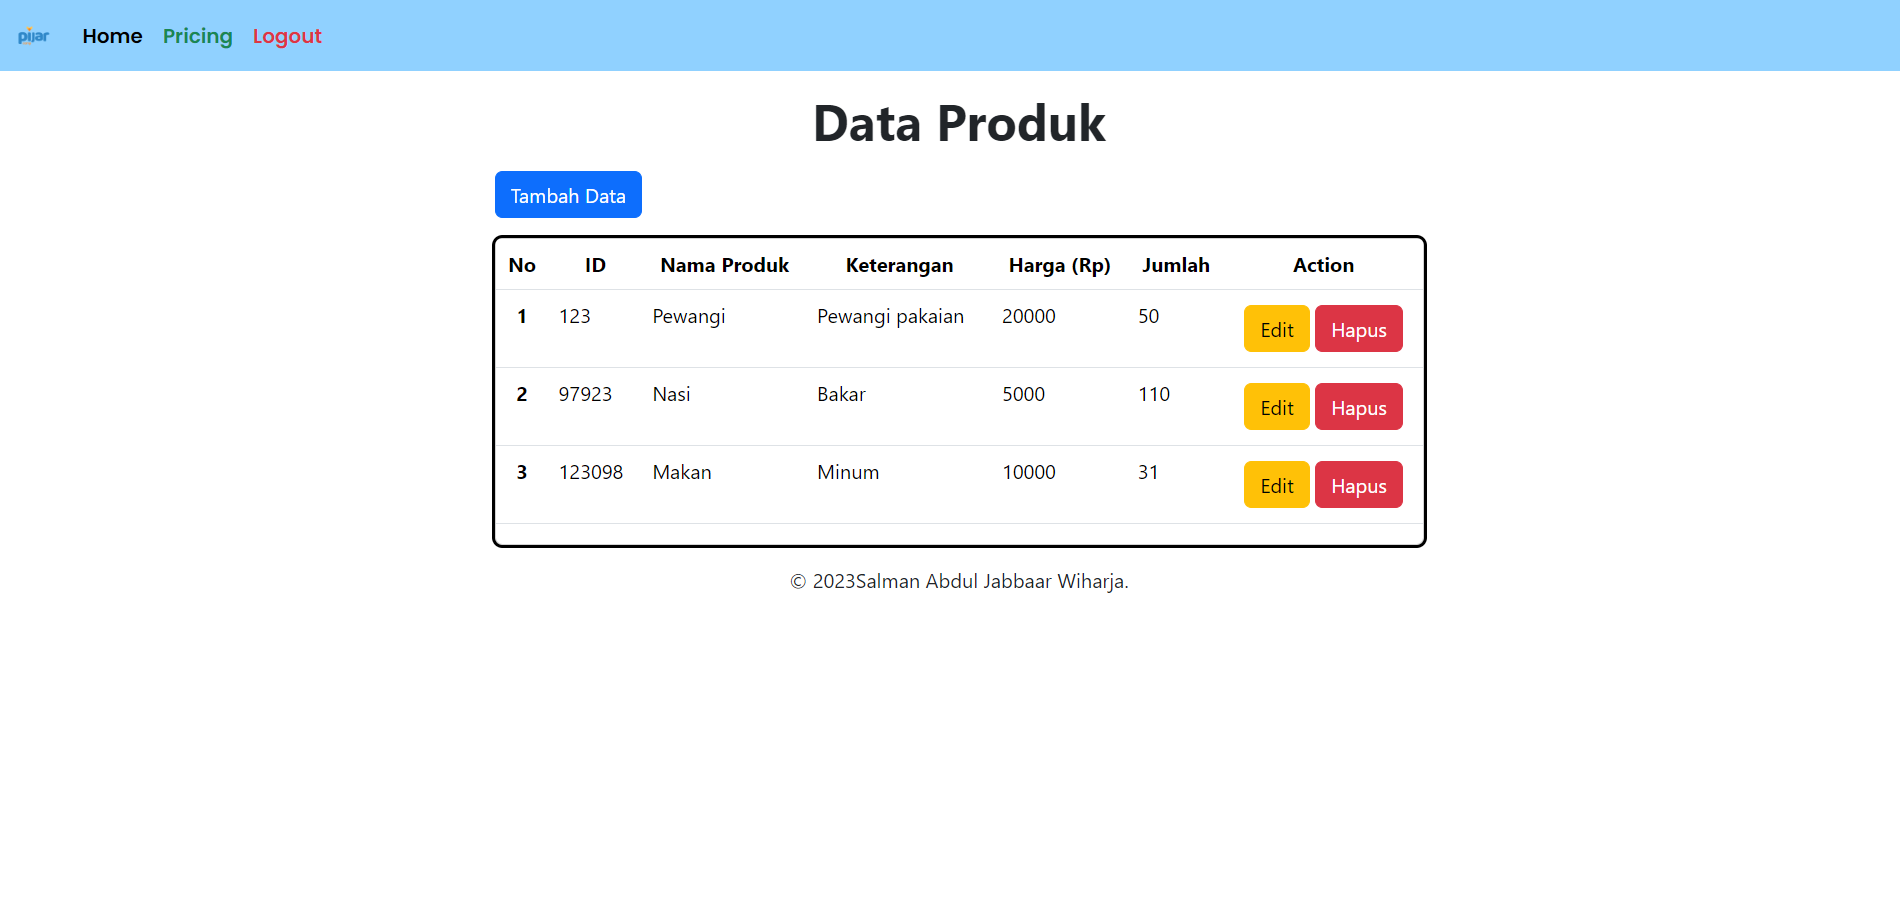 pijar Home Pricing Logout
Data Produk
Tambah Data
No ID Nama Produk Keterangan Harga (Rp) Jumlah Action
1 123 Pewangi Pewangi pakaian 20000 50 Edit Hapus
2 97923 Nasi Bakar 5000 110 Edit Hapus
3 123098 Makan Minum 10000 31 Edit Hapus
© 2023Salman Abdul Jabbaar Wiharja.